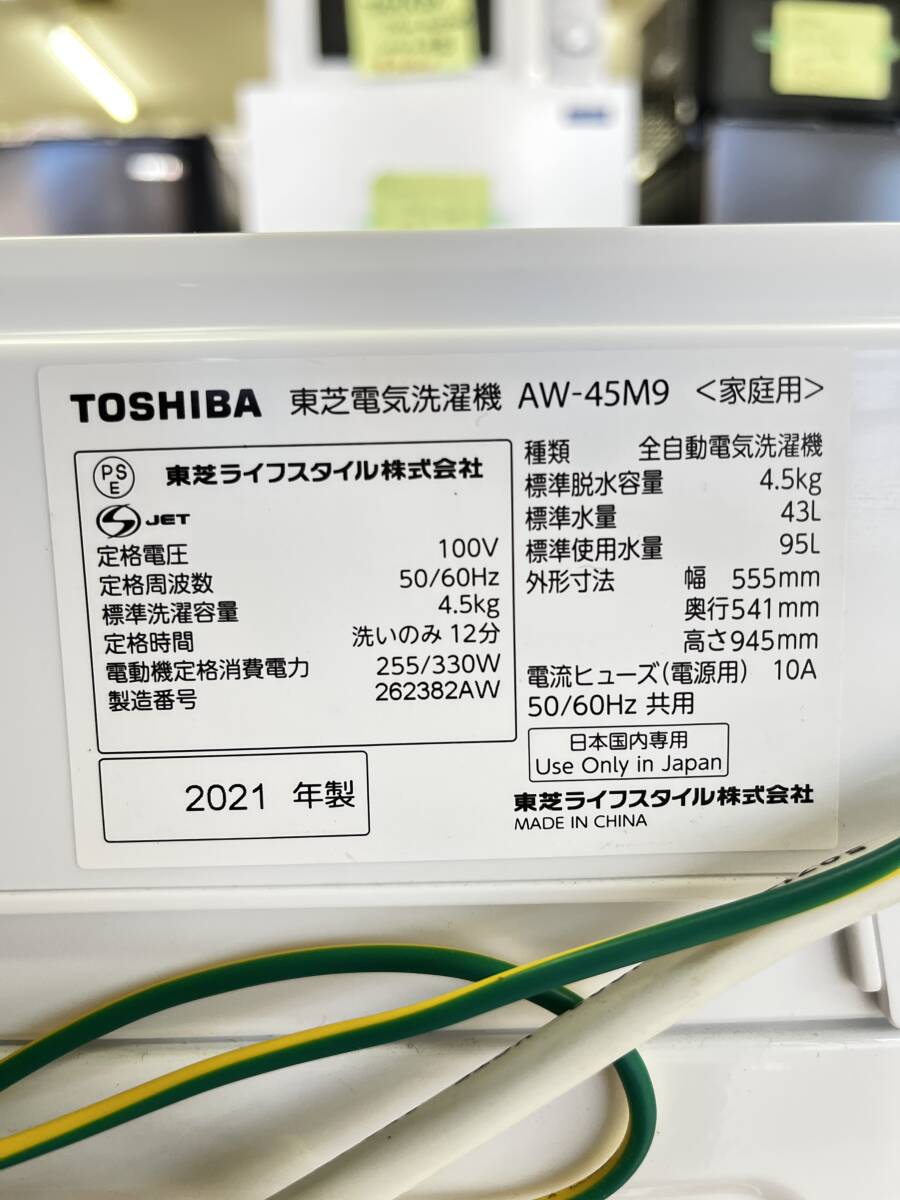 TOSHIBA 東芝電気洗濯機 AW-45M9 <家庭用>
PS
E
東芝ライフスタイル株式会社
JET
定格電圧 100V
定格周波数 50/60Hz
標準洗濯容量 4.5kg
定格時間 洗いのみ 12分
電動機定格消費電力 255/330W
製造番号 262382AW
2021 年製
種類 全自動電気洗濯機
標準脱水容量 4.5kg
標準水量 43L
標準使用水量 95L
外形寸法 幅 555mm
奥行541mm
高さ945mm
電流ヒューズ(電源用) 10A
50/60Hz 共用
日本国内専用
Use Only in Japan
東芝ライフスタイル株式会社
MADE IN CHINA